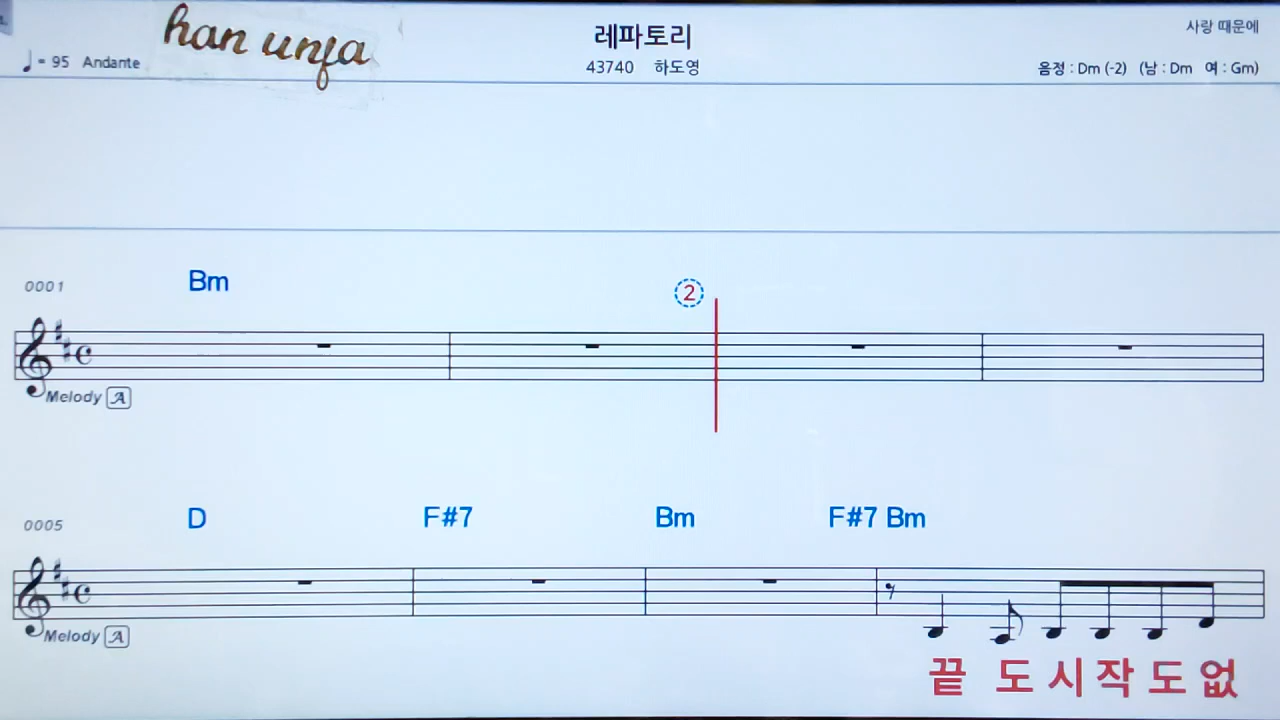 han unfa
레파토리
사랑 때문에
♩ = 95 Andante
43740 하도영
음정 : Dm (-2) (남 : Dm 여 : Gm)
0001 Bm
2
Melody A
0005 D F#7 Bm F#7 Bm
Melody A
끝 도 시 작 도 없